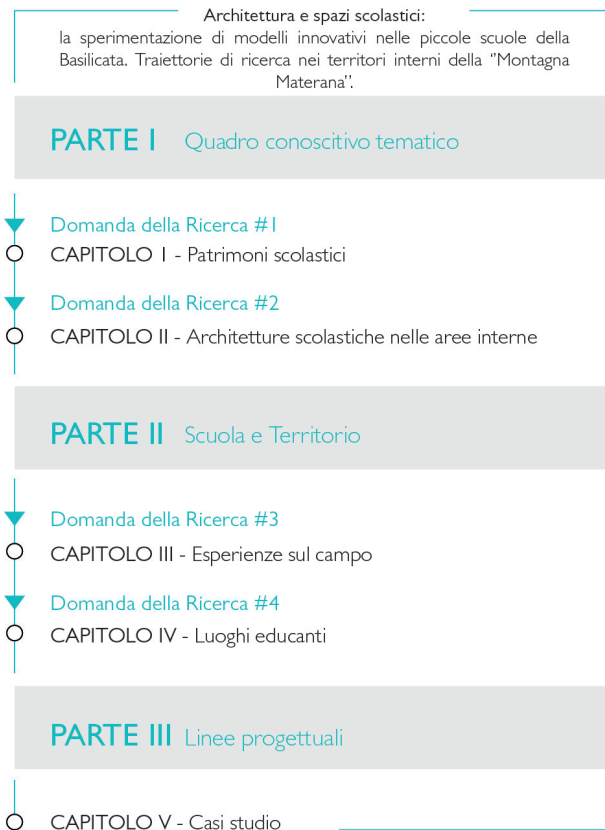 Architettura e spazi scolastici:
la sperimentazione di modelli innovativi nelle piccole scuole della
Basilicata. Traiettorie di ricerca nei territori interni della “Montagna
Materana”.
PARTE I Quadro conoscitivo tematico
Domanda della Ricerca #1
CAPITOLO I - Patrimoni scolastici
Domanda della Ricerca #2
CAPITOLO II - Architetture scolastiche nelle aree interne
PARTE II Scuola e Territorio
Domanda della Ricerca #3
CAPITOLO III - Esperienze sul campo
Domanda della Ricerca #4
CAPITOLO IV - Luoghi educanti
PARTE III Linee progettuali
CAPITOLO V - Casi studio